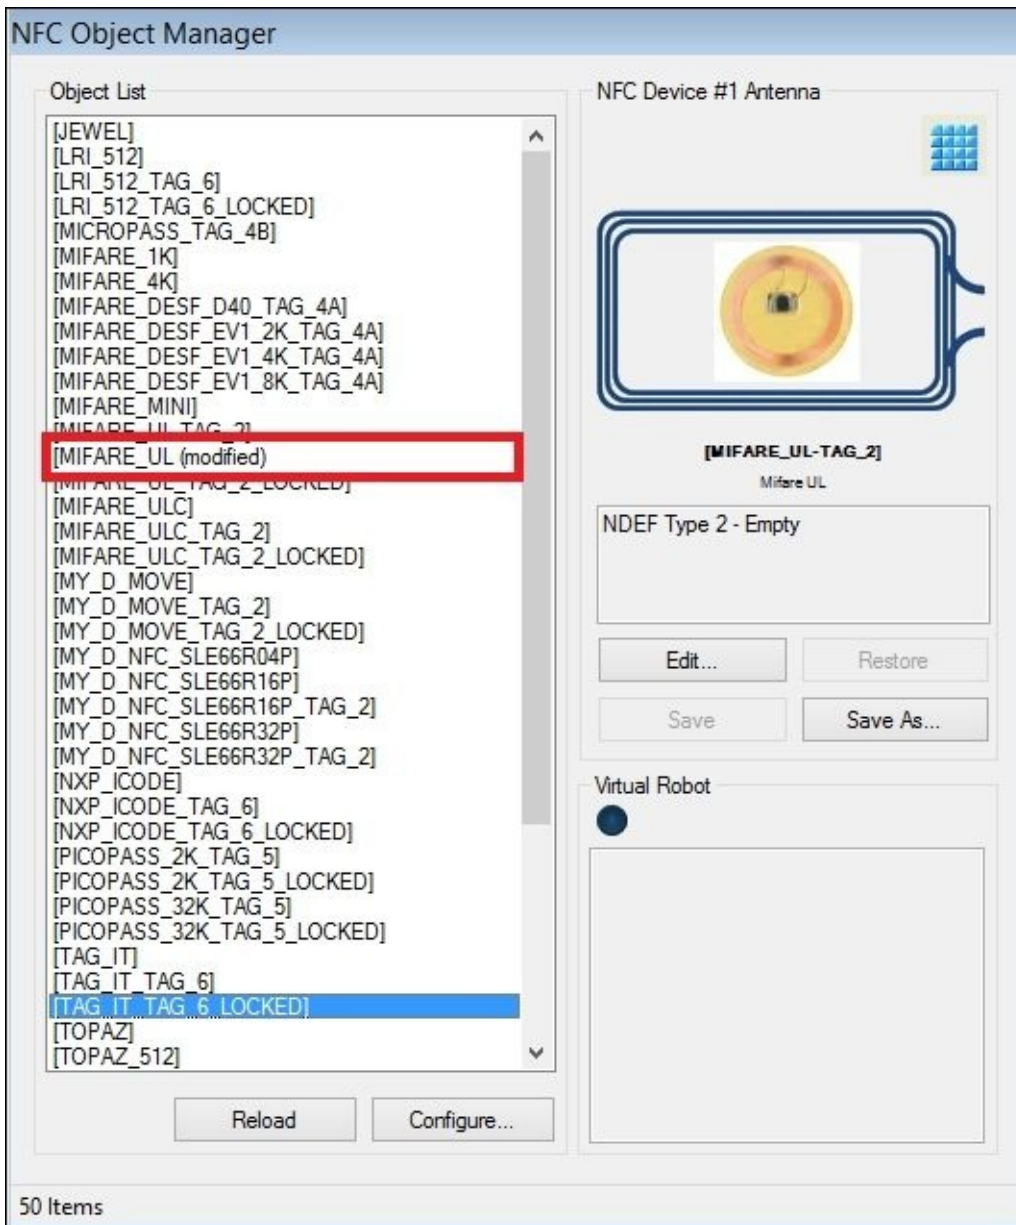 NFC Object Manager
Object List
[JEWEL]
[LRI_512]
[LRI_512_TAG_6]
[LRI_512_TAG_6_LOCKED]
[MICROPASS_TAG_4B]
[MIFARE_1K]
[MIFARE_4K]
[MIFARE_DESF_D40_TAG_4A]
[MIFARE_DESF_EV1_2K_TAG_4A]
[MIFARE_DESF_EV1_4K_TAG_4A]
[MIFARE_DESF_EV1_8K_TAG_4A]
[MIFARE_MINI]
[MIFARE_UL-TAG_2]
[MIFARE_UL (modified)
[MIFARE_UL_TAG_2_LOCKED]
[MIFARE_ULC]
[MIFARE_ULC_TAG_2]
[MIFARE_ULC_TAG_2_LOCKED]
[MY_D_MOVE]
[MY_D_MOVE_TAG_2]
[MY_D_MOVE_TAG_2_LOCKED]
[MY_D_NFC_SLE66R04P]
[MY_D_NFC_SLE66R16P]
[MY_D_NFC_SLE66R16P_TAG_2]
[MY_D_NFC_SLE66R32P]
[MY_D_NFC_SLE66R32P_TAG_2]
[NXP_ICODE]
[NXP_ICODE_TAG_6]
[NXP_ICODE_TAG_6_LOCKED]
[PICOPASS_2K_TAG_5]
[PICOPASS_2K_TAG_5_LOCKED]
[PICOPASS_32K_TAG_5]
[PICOPASS_32K_TAG_5_LOCKED]
[TAG_IT]
[TAG_IT_TAG_6]
[TAG_IT_TAG_6_LOCKED]
[TOPAZ]
[TOPAZ_512]
Reload
Configure...
50 Items
NFC Device #1 Antenna
[MIFARE_UL-TAG_2]
Mifare UL
NDEF Type 2 - Empty
Edit...
Restore
Save
Save As...
Virtual Robot